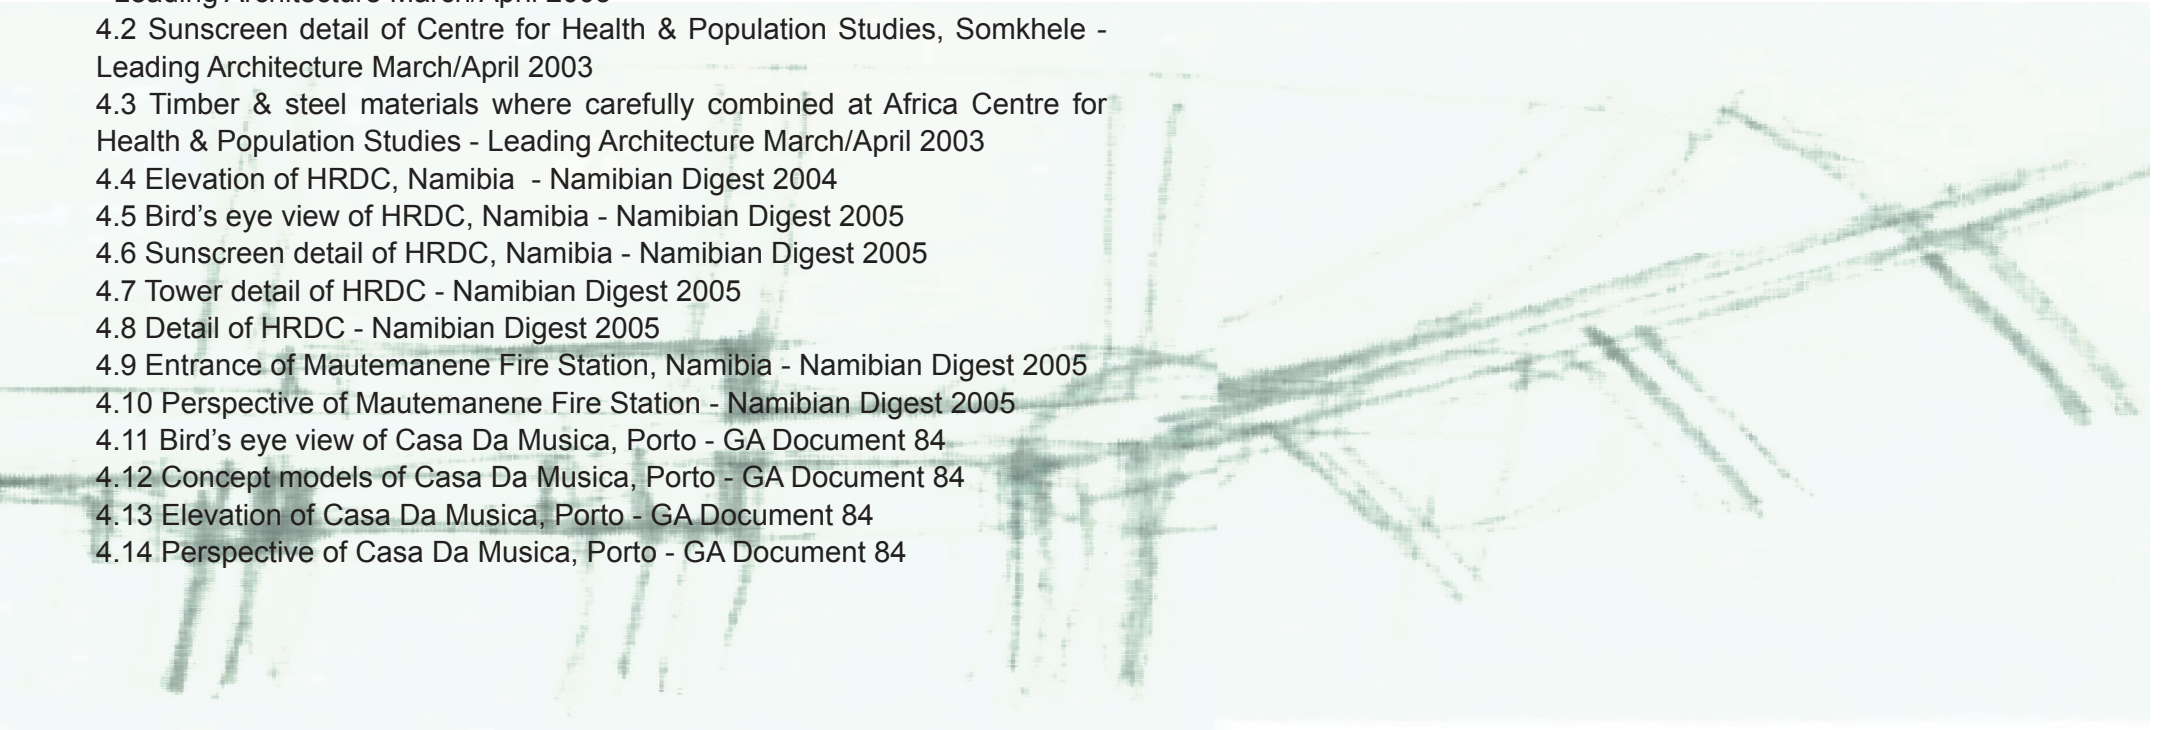 - Leading Architecture March/April 2003
4.2 Sunscreen detail of Centre for Health & Population Studies, Somkhele -
Leading Architecture March/April 2003
4.3 Timber & steel materials where carefully combined at Africa Centre for
Health & Population Studies - Leading Architecture March/April 2003
4.4 Elevation of HRDC, Namibia  - Namibian Digest 2004
4.5 Bird’s eye view of HRDC, Namibia - Namibian Digest 2005
4.6 Sunscreen detail of HRDC, Namibia - Namibian Digest 2005
4.7 Tower detail of HRDC - Namibian Digest 2005
4.8 Detail of HRDC - Namibian Digest 2005
4.9 Entrance of Mautemanene Fire Station, Namibia - Namibian Digest 2005
4.10 Perspective of Mautemanene Fire Station - Namibian Digest 2005
4.11 Bird’s eye view of Casa Da Musica, Porto - GA Document 84
4.12 Concept models of Casa Da Musica, Porto - GA Document 84
4.13 Elevation of Casa Da Musica, Porto - GA Document 84
4.14 Perspective of Casa Da Musica, Porto - GA Document 84